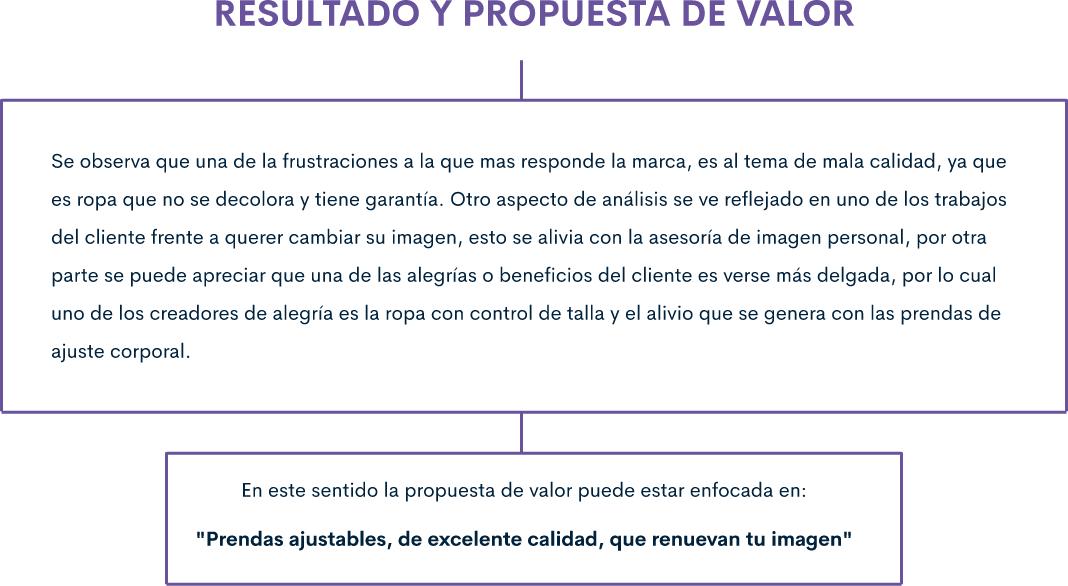 RESULTADO Y PROPUESTA DE VALOR
Se observa que una de la frustraciones a la que mas responde la marca, es al tema de mala calidad, ya que
es ropa que no se decolora y tiene garantía. Otro aspecto de análisis se ve reflejado en uno de los trabajos
del cliente frente a querer cambiar su imagen, esto se alivia con la asesoría de imagen personal, por otra
parte se puede apreciar que una de las alegrías o beneficios del cliente es verse más delgada, por lo cual
uno de los creadores de alegría es la ropa con control de talla y el alivio que se genera con las prendas de
ajuste corporal.
En este sentido la propuesta de valor puede estar enfocada en:
"Prendas ajustables, de excelente calidad, que renuevan tu imagen"